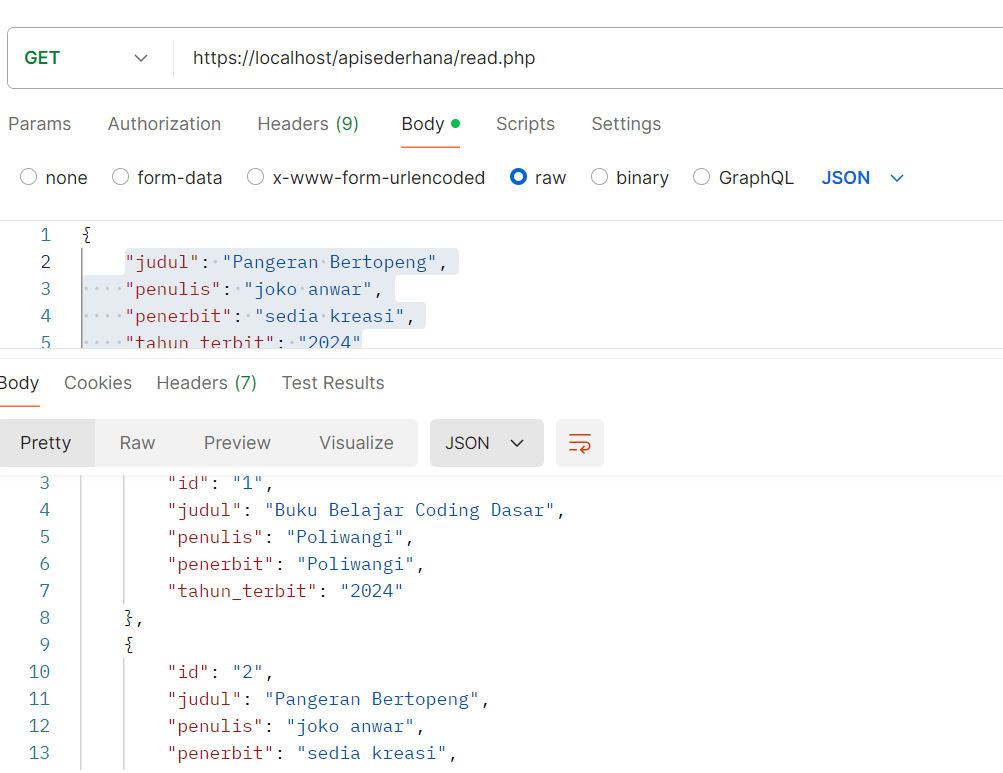 GET https://localhost/apisederhana/read.php
Params Authorization Headers (9) Body Scripts Settings
none form-data x-www-form-urlencoded raw binary GraphQL JSON
1 {
2 "judul": "Pangeran Bertopeng",
3 "penulis": "joko anwar",
4 "penerbit": "sedia kreasi",
5 "tahun_terbit": "2024"
Body Cookies Headers (7) Test Results
Pretty Raw Preview Visualize JSON
3 "id": "1",
4 "judul": "Buku Belajar Coding Dasar",
5 "penulis": "Poliwangi",
6 "penerbit": "Poliwangi",
7 "tahun_terbit": "2024"
8 },
9 {
10 "id": "2",
11 "judul": "Pangeran Bertopeng",
12 "penulis": "joko anwar",
13 "penerbit": "sedia kreasi",